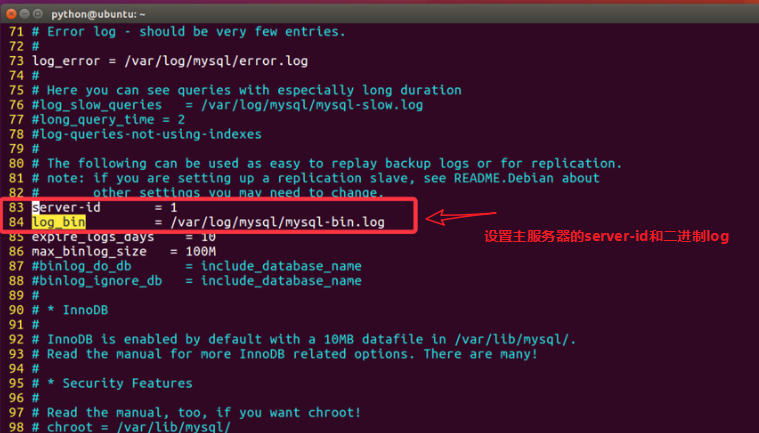 python@ubuntu: ~
71 # Error log - should be very few entries.
72 #
73 log_error = /var/log/mysql/error.log
74 #
75 # Here you can see queries with especially long duration
76 #log_slow_queries   = /var/log/mysql/mysql-slow.log
77 #long_query_time = 2
78 #log-queries-not-using-indexes
79 #
80 # The following can be used as easy to replay backup logs or for replication.
81 # note: if you are setting up a replication slave, see README.Debian about
82 #       other settings you may need to change.
83 server-id       = 1
84 log_bin         = /var/log/mysql/mysql-bin.log
设置主服务器的server-id和二进制log
85 expire_logs_days    = 10
86 max_binlog_size   = 100M
87 #binlog_do_db       = include_database_name
88 #binlog_ignore_db   = include_database_name
89 #
90 # * InnoDB
91 #
92 # InnoDB is enabled by default with a 10MB datafile in /var/lib/mysql/.
93 # Read the manual for more InnoDB related options. There are many!
94 #
95 # * Security Features
96 #
97 # Read the manual, too, if you want chroot!
98 # chroot = /var/lib/mysql/